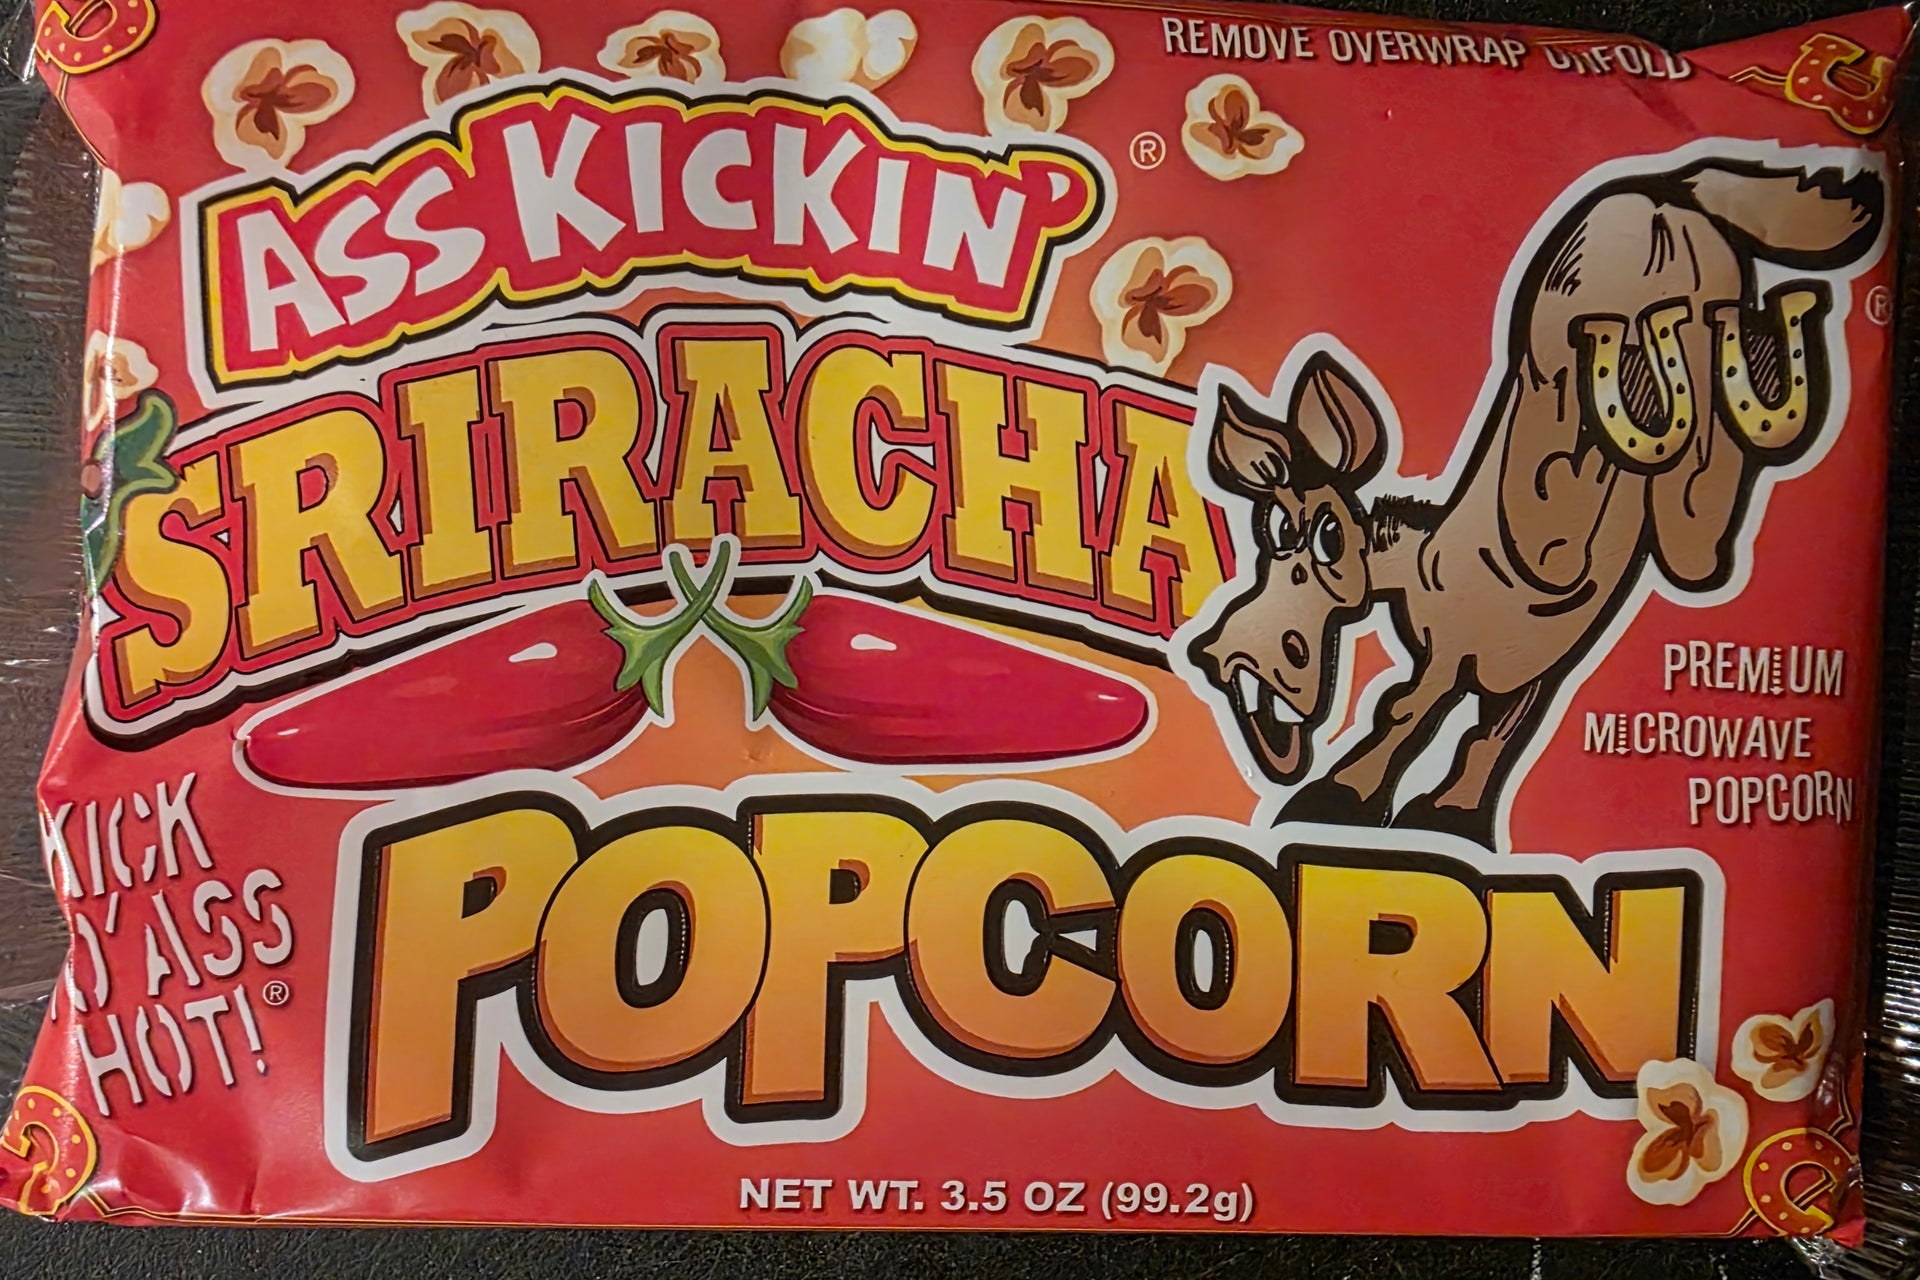 REMOVE OVERWRAP UNFOLD
ASS KICKIN' ®
SRIRACHA
®
PREMIUM
MICROWAVE
POPCORN
KICK
D'ASS
HOT!®
POPCORN
NET WT. 3.5 OZ (99.2g)